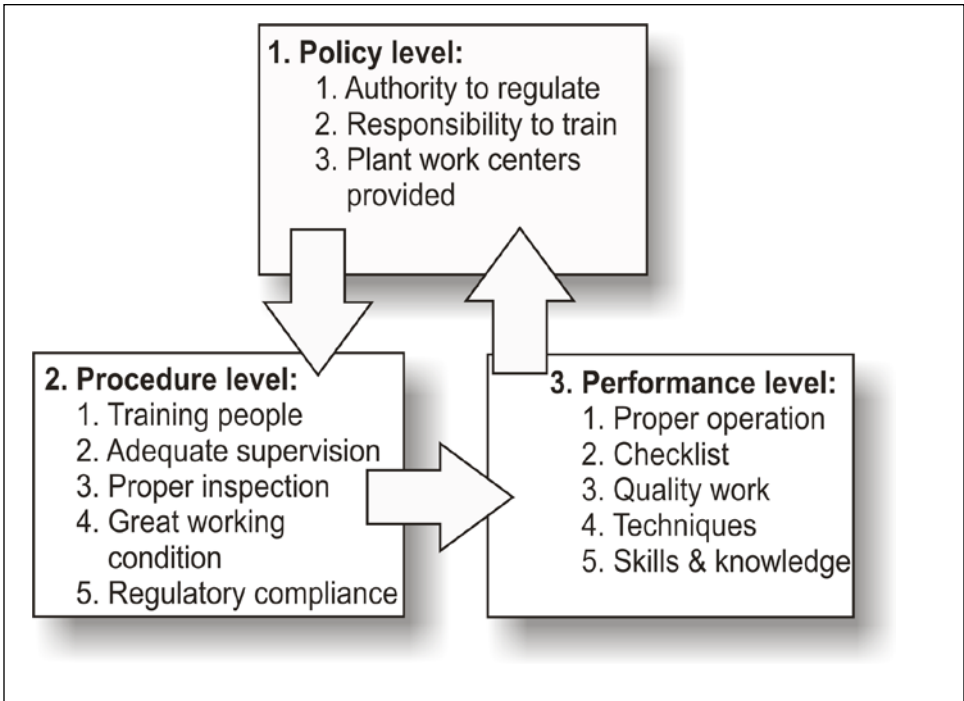 1. Policy level:
1. Authority to regulate
2. Responsibility to train
3. Plant work centers
provided
2. Procedure level:
1. Training people
2. Adequate supervision
3. Proper inspection
4. Great working
condition
5. Regulatory compliance
3. Performance level:
1. Proper operation
2. Checklist
3. Quality work
4. Techniques
5. Skills & knowledge